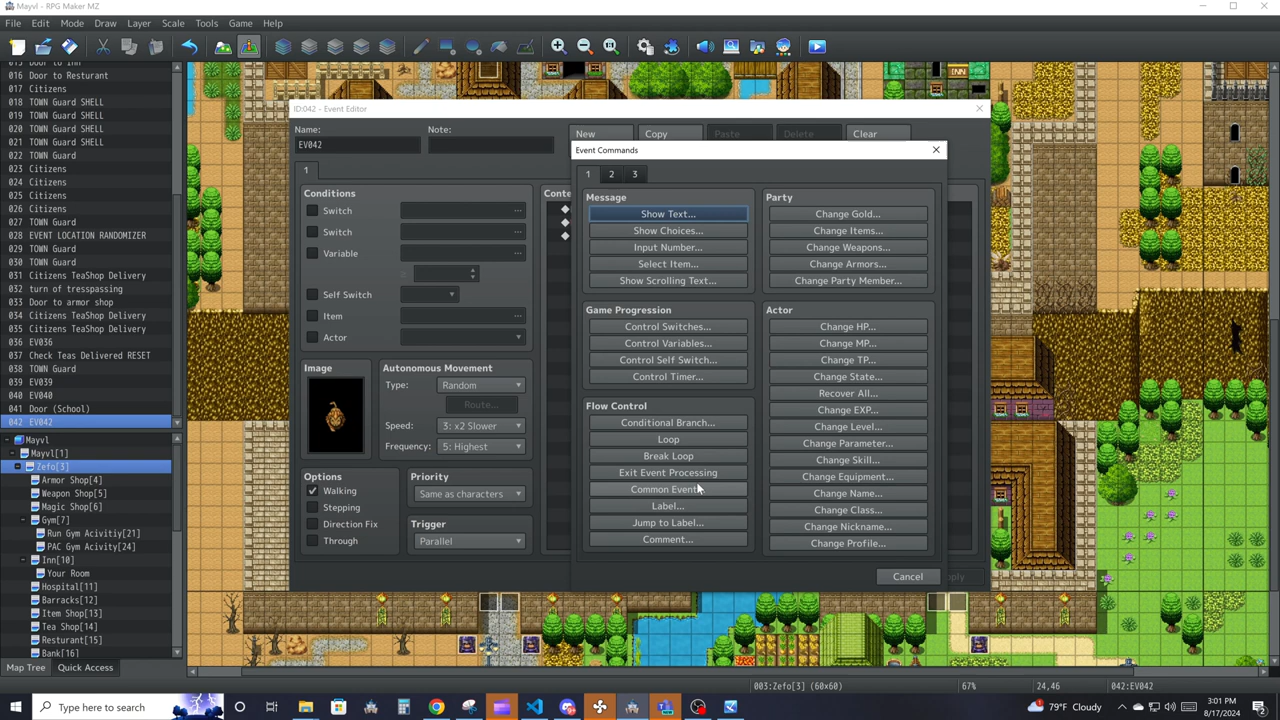 Mayvl - RPG Maker MZ
File Edit Mode Draw Layer Scale Tools Game Help
015 Door to House
016 Door to Resturant
017 Citizens
018 TOWN Guard SHELL
019 TOWN Guard SHELL
020 TOWN Guard SHELL
021 TOWN Guard SHELL
022 TOWN Guard
023 Citizens
024 Citizens
025 Citizens
026 Citizens
027 TOWN Guard
028 EVENT LOCATION RANDOMIZER
029 TOWN Guard
030 TOWN Guard
031 Citizens TeaShop Delivery
032 turn of tresspassing
033 Door to armor shop
034 Citizens TeaShop Delivery
035 Citizens TeaShop Delivery
036 EV036
037 Check Teas Delivered RESET
038 TOWN Guard
039 EV039
040 EV040
041 Door (School)
042 EV042
Mayvl
Mayvl[1]
Zefo[3]
Armor Shop[4]
Weapon Shop[5]
Magic Shop[6]
Gym[7]
Run Gym Acivitiy[21]
PAC Gym Acivity[24]
Inn[10]
Your Room
Hospital[11]
Barracks[12]
Item Shop[13]
Tea Shop[14]
Resturant[15]
Bank[16]
Map Tree Quick Access
INN
ID:042 - Event Editor
Name:
EV042
Note:
New
Copy
Paste
Delete
Clear
1
Conditions
Switch
Switch
Variable
≥
Self Switch
Item
Actor
Image
Autonomous Movement
Type: Random
Route...
Speed: 3: x2 Slower
Frequency: 5: Highest
Options
Walking
Stepping
Direction Fix
Through
Priority
Same as characters
Trigger
Parallel
Conte
Event Commands
1 2 3
Message
Show Text...
Show Choices...
Input Number...
Select Item...
Show Scrolling Text...
Game Progression
Control Switches...
Control Variables...
Control Self Switch...
Control Timer...
Flow Control
Conditional Branch...
Loop
Break Loop
Exit Event Processing
Common Event...
Label...
Jump to Label...
Comment...
Party
Change Gold...
Change Items...
Change Weapons...
Change Armors...
Change Party Member...
Actor
Change HP...
Change MP...
Change TP...
Change State...
Recover All...
Change EXP...
Change Level...
Change Parameter...
Change Skill...
Change Equipment...
Change Name...
Change Class...
Change Nickname...
Change Profile...
Cancel
pply
003:Zefo[3] (60x60) 67% 24,46 042:EV042
Type here to search
79°F Cloudy
3:01 PM
8/17/2024
2